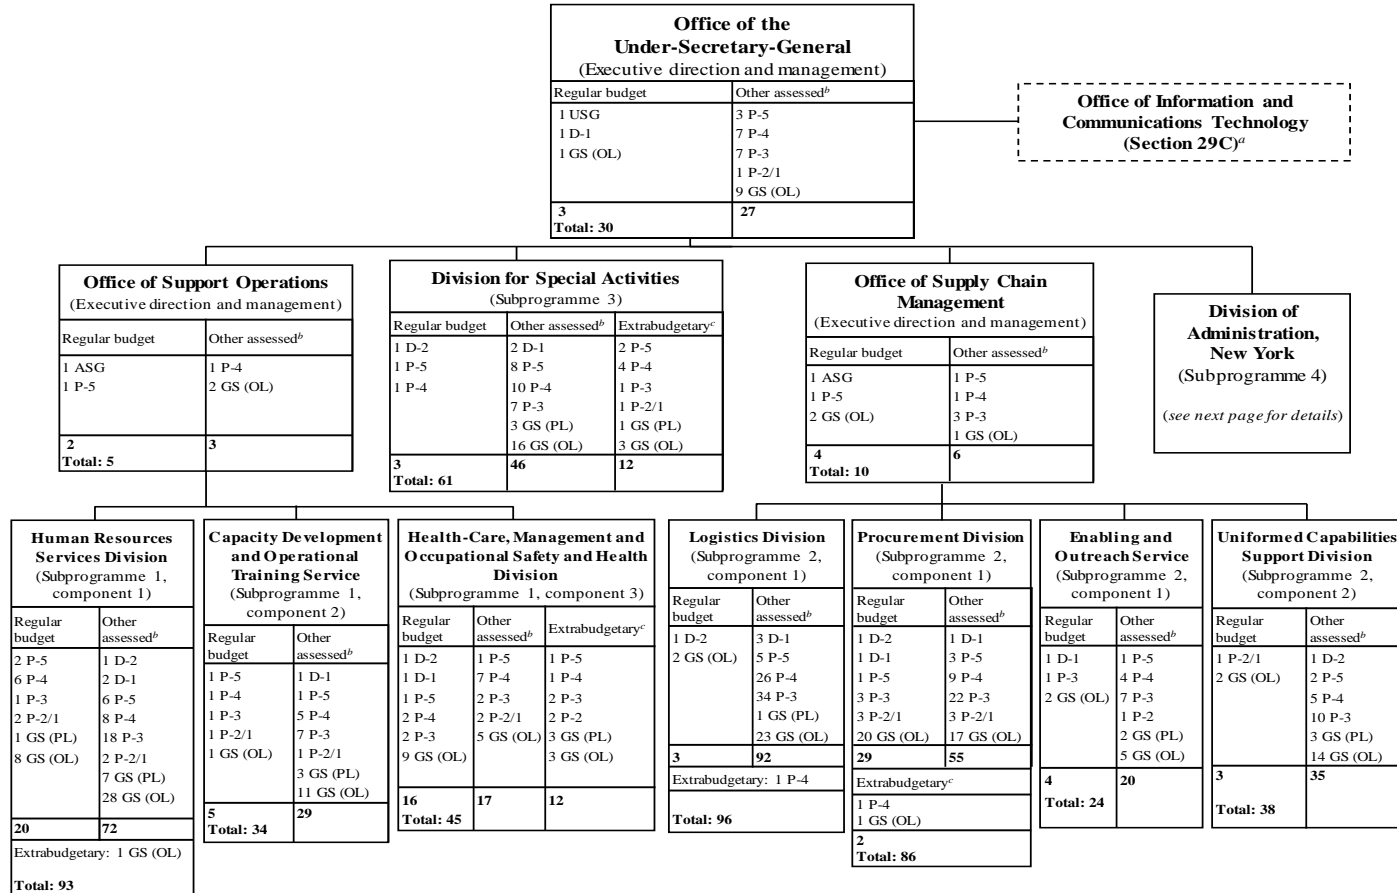 Office of the
Under-Secretary-General
(Executive direction and management)
Regular budget
Other assessedᵇ
1 USG
1 D-1
1 GS (OL)
3 P-5
7 P-4
7 P-3
1 P-2/1
9 GS (OL)
3
27
Total: 30
Office of Information and
Communications Technology
(Section 29C)ᵃ
Office of Support Operations
(Executive direction and management)
Regular budget
Other assessedᵇ
1 ASG
1 P-5
1 P-4
2 GS (OL)
2
3
Total: 5
Division for Special Activities
(Subprogramme 3)
Regular budget
Other assessedᵇ
Extrabudgetaryᶜ
1 D-2
1 P-5
1 P-4
2 D-1
8 P-5
10 P-4
7 P-3
3 GS (PL)
16 GS (OL)
2 P-5
4 P-4
1 P-3
1 P-2/1
1 GS (PL)
3 GS (OL)
3
46
12
Total: 61
Office of Supply Chain
Management
(Executive direction and management)
Regular budget
Other assessedᵇ
1 ASG
1 P-5
2 GS (OL)
1 P-5
1 P-4
3 P-3
1 GS (OL)
4
6
Total: 10
Division of
Administration,
New York
(Subprogramme 4)
(see next page for details)
Human Resources
Services Division
(Subprogramme 1,
component 1)
Regular
budget
Other
assessedᵇ
2 P-5
6 P-4
1 P-3
2 P-2/1
1 GS (PL)
8 GS (OL)
1 D-2
2 D-1
6 P-5
8 P-4
18 P-3
2 P-2/1
7 GS (PL)
28 GS (OL)
20
72
Extrabudgetary: 1 GS (OL)
Total: 93
Capacity Development
and Operational
Training Service
(Subprogramme 1,
component 2)
Regular
budget
Other
assessedᵇ
1 P-5
1 P-4
1 P-3
1 P-2/1
1 GS (OL)
1 D-1
1 P-5
5 P-4
7 P-3
1 P-2/1
3 GS (PL)
11 GS (OL)
5
29
Total: 34
Health-Care, Management and
Occupational Safety and Health
Division
(Subprogramme 1, component 3)
Regular
budget
Other
assessedᵇ
Extrabudgetaryᶜ
1 D-2
1 D-1
1 P-5
2 P-4
2 P-3
9 GS (OL)
1 P-5
7 P-4
2 P-3
2 P-2/1
5 GS (OL)
1 P-5
1 P-4
2 P-3
2 P-2
3 GS (PL)
3 GS (OL)
16
17
12
Total: 45
Logistics Division
(Subprogramme 2,
component 1)
Regular
budget
Other
assessedᵇ
1 D-2
2 GS (OL)
3 D-1
5 P-5
26 P-4
34 P-3
1 GS (PL)
23 GS (OL)
3
92
Extrabudgetary: 1 P-4
Total: 96
Procurement Division
(Subprogramme 2,
component 1)
Regular
budget
Other
assessedᵇ
1 D-2
1 D-1
1 P-5
3 P-3
3 P-2/1
20 GS (OL)
1 D-1
3 P-5
9 P-4
22 P-3
3 P-2/1
17 GS (OL)
29
55
Extrabudgetaryᶜ
1 P-4
1 GS (OL)
2
Total: 86
Enabling and
Outreach Service
(Subprogramme 2,
component 1)
Regular
budget
Other
assessedᵇ
1 D-1
1 P-3
2 GS (OL)
1 P-5
4 P-4
7 P-3
1 P-2
2 GS (PL)
5 GS (OL)
4
20
Total: 24
Uniformed Capabilities
Support Division
(Subprogramme 2,
component 2)
Regular
budget
Other
assessedᵇ
1 P-2/1
2 GS (OL)
1 D-2
2 P-5
5 P-4
10 P-3
3 GS (PL)
14 GS (OL)
3
35
Total: 38